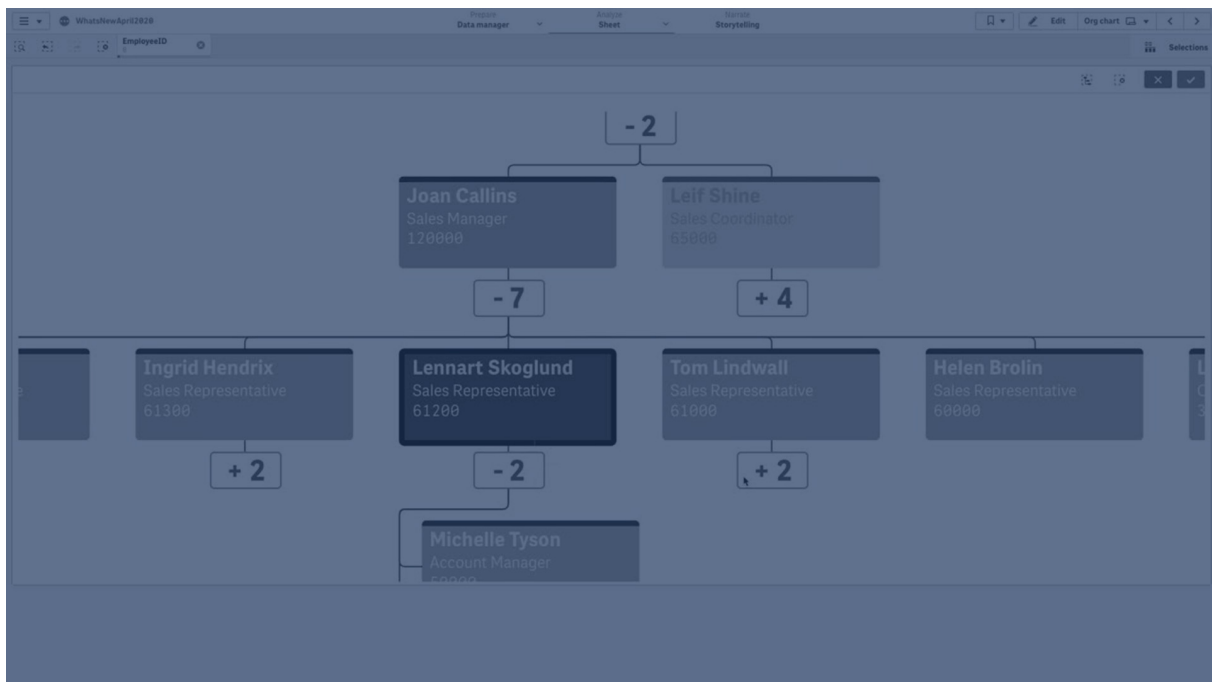 Prepare
Data manager
Analyze
Sheet
Narrate
Storytelling
WhatsNewApril2020
Edit
Org chart
EmployeeID
Selections
- 2
Joan Callins
Sales Manager
120000
Leif Shine
Sales Coordinator
65000
- 7
+ 4
Ingrid Hendrix
Sales Representative
61300
Lennart Skoglund
Sales Representative
61200
Tom Lindwall
Sales Representative
61000
Helen Brolin
Sales Representative
60000
+ 2
- 2
+ 2
Michelle Tyson
Account Manager